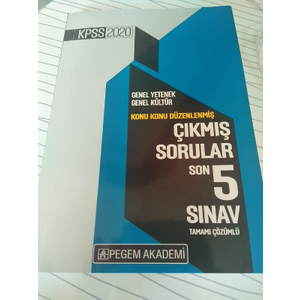 KPSS 2020
GENEL YETENEK
GENEL KÜLTÜR
KONU KONU DÜZENLENMİŞ
ÇIKMIŞ
SORULAR
SON
5
SINAV
TAMAMI ÇÖZÜMLÜ
PEGEM AKADEMİ